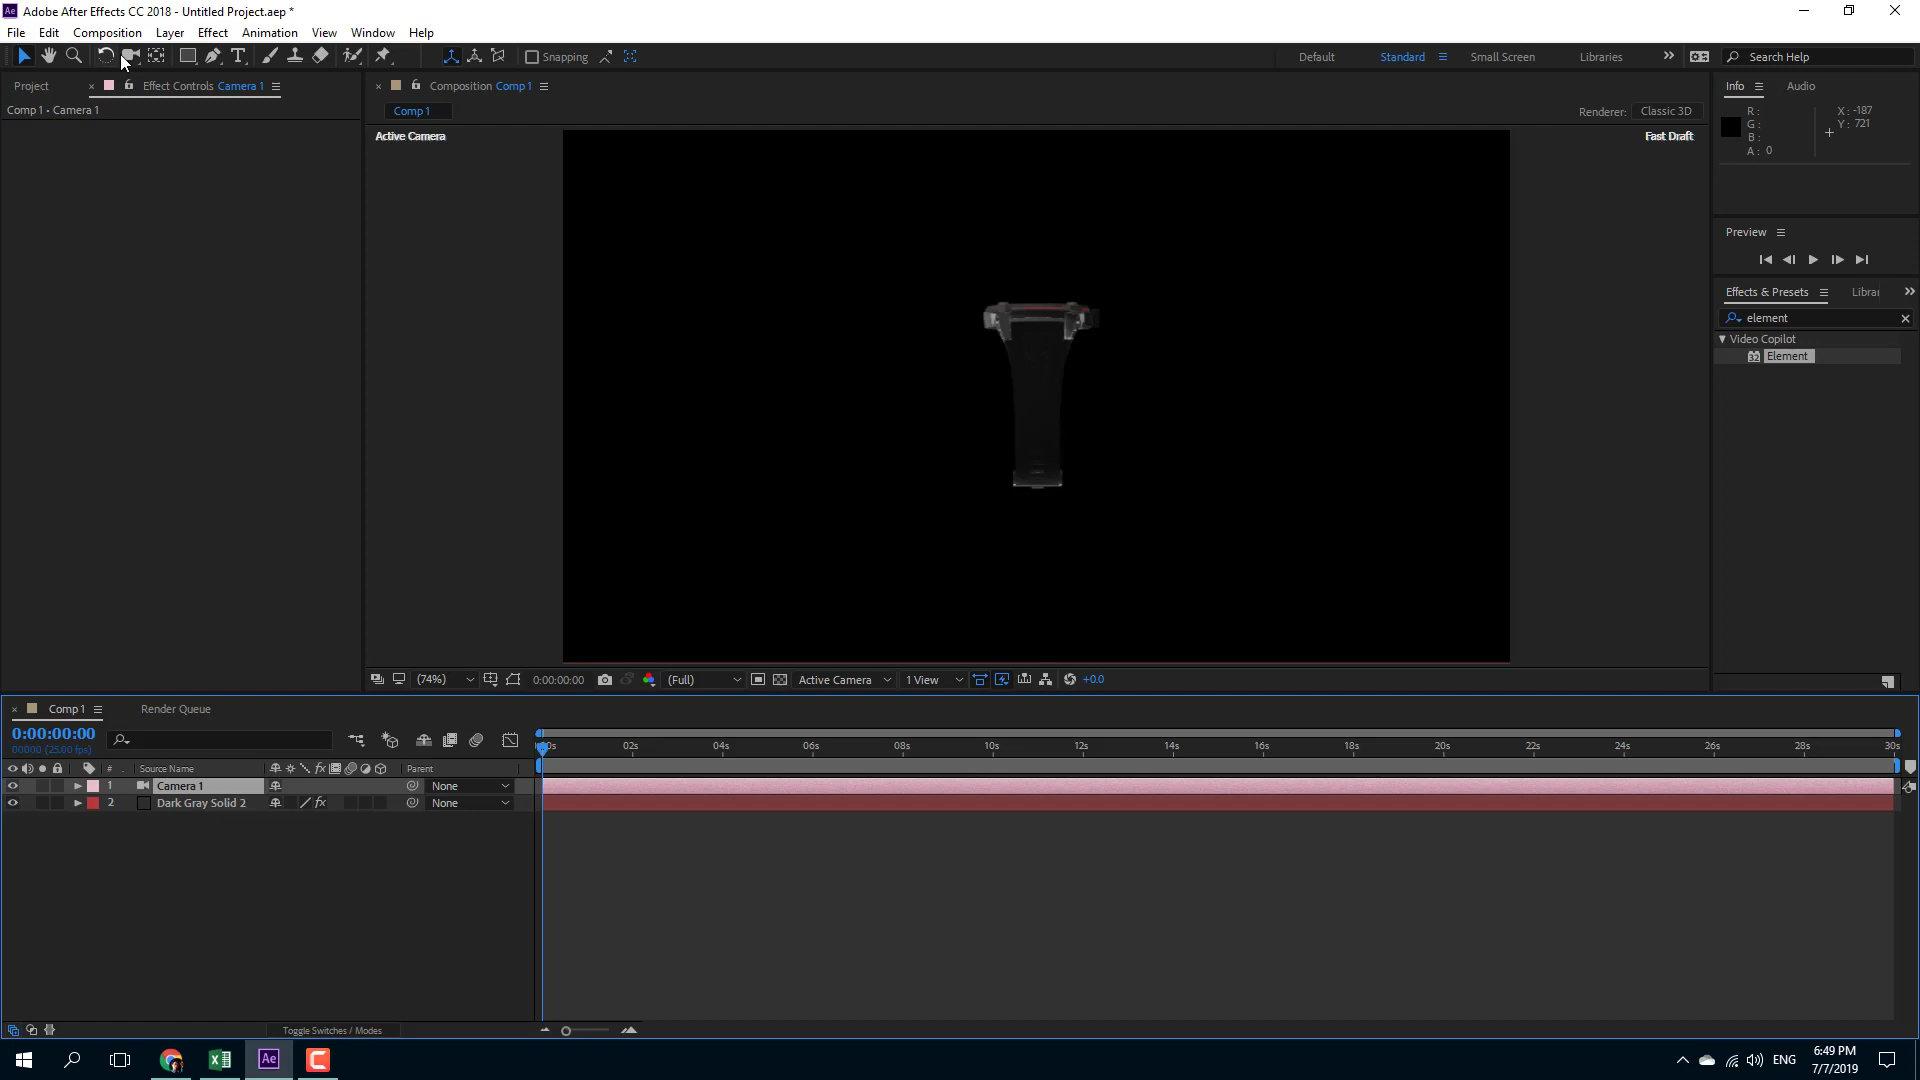 Ae Adobe After Effects CC 2018 - Untitled Project.aep *
File Edit Composition Layer Effect Animation View Window Help
Snapping Default Standard Small Screen Libraries Search Help
Project Effect Controls Camera 1 Composition Comp 1 Info Audio
Comp 1 • Camera 1
Comp 1
Renderer: Classic 3D
R :
G :
B :
A : 0
X : -187
Y : 721
Active Camera
Fast Draft
Preview
Effects & Presets Librar
element
Video Copilot
32 Element
(74%) 0:00:00:00 (Full) Active Camera 1 View +0.0
Comp 1 Render Queue
0:00:00:00
00000 (25.00 fps)
02s 04s 06s 08s 10s 12s 14s 16s 18s 20s 22s 24s 26s 28s 30s
# Source Name fx Parent
1 Camera 1 None
2 Dark Gray Solid 2 fx None
Toggle Switches / Modes
Ae ENG
6:49 PM
7/7/2019